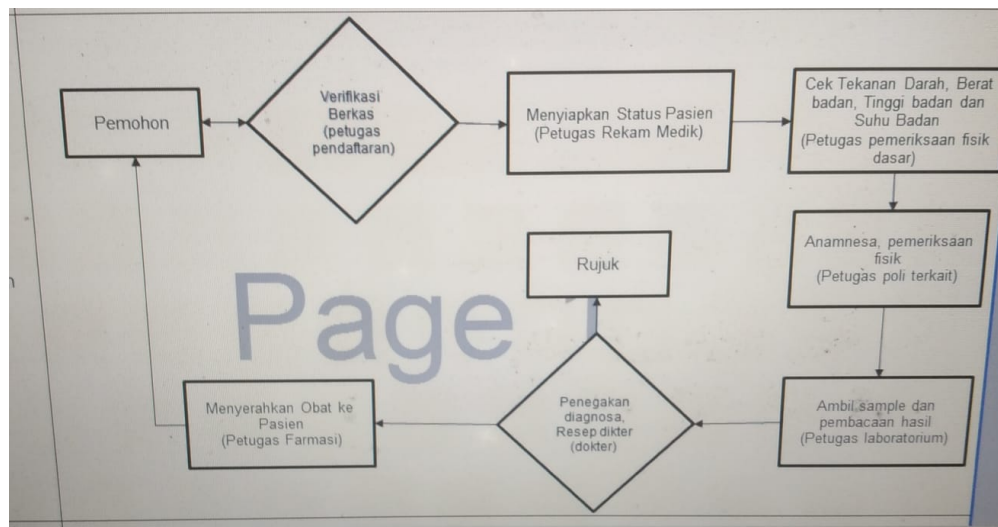 Pemohon
Verifikasi
Berkas
(petugas
pendaftaran)
Menyiapkan Status Pasien
(Petugas Rekam Medik)
Cek Tekanan Darah, Berat
badan, Tinggi badan dan
Suhu Badan
(Petugas pemeriksaan fisik
dasar)
Anamnesa, pemeriksaan
fisik
(Petugas poli terkait)
Ambil sample dan
pembacaan hasil
(Petugas laboratorium)
Penegakan
diagnosa,
Resep dikter
(dokter)
Rujuk
Menyerahkan Obat ke
Pasien
(Petugas Farmasi)
Page 1